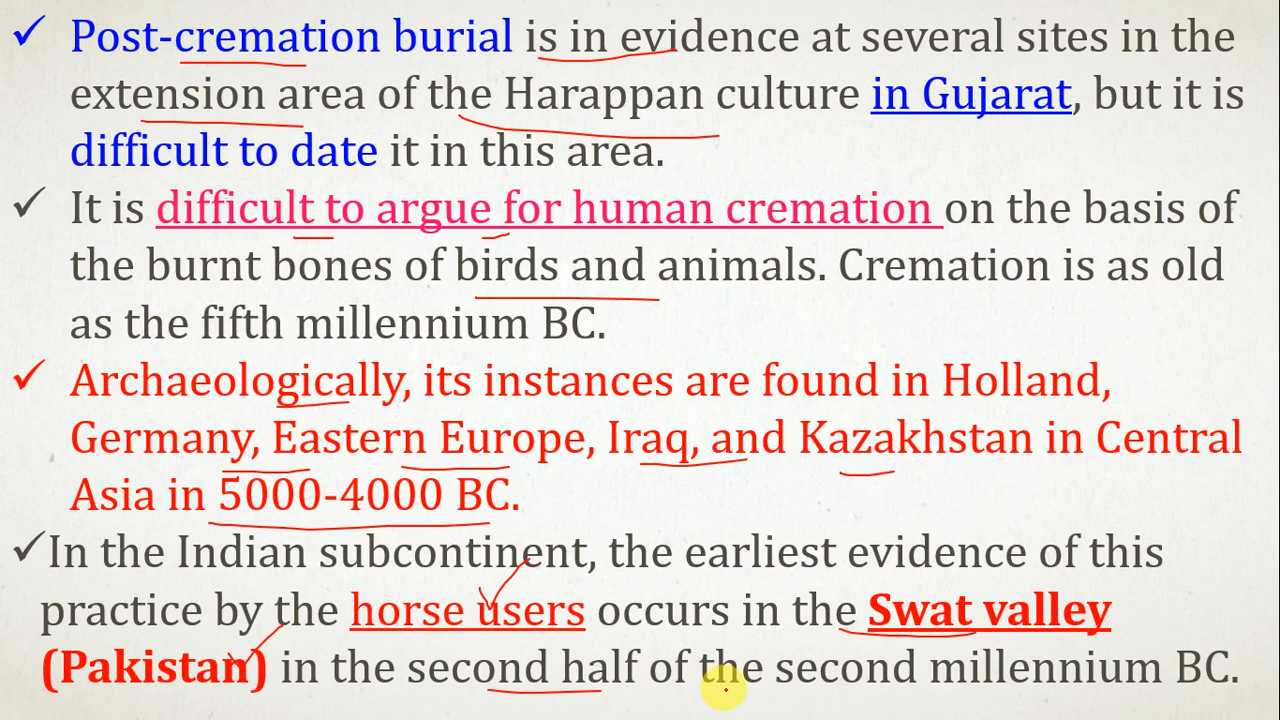 ✓ Post-cremation burial is in evidence at several sites in the
extension area of the Harappan culture in Gujarat, but it is
difficult to date it in this area.
✓ It is difficult to argue for human cremation on the basis of
the burnt bones of birds and animals. Cremation is as old
as the fifth millennium BC.
✓ Archaeologically, its instances are found in Holland,
Germany, Eastern Europe, Iraq, and Kazakhstan in Central
Asia in 5000-4000 BC.
✓In the Indian subcontinent, the earliest evidence of this
practice by the horse users occurs in the Swat valley
(Pakistan) in the second half of the second millennium BC.